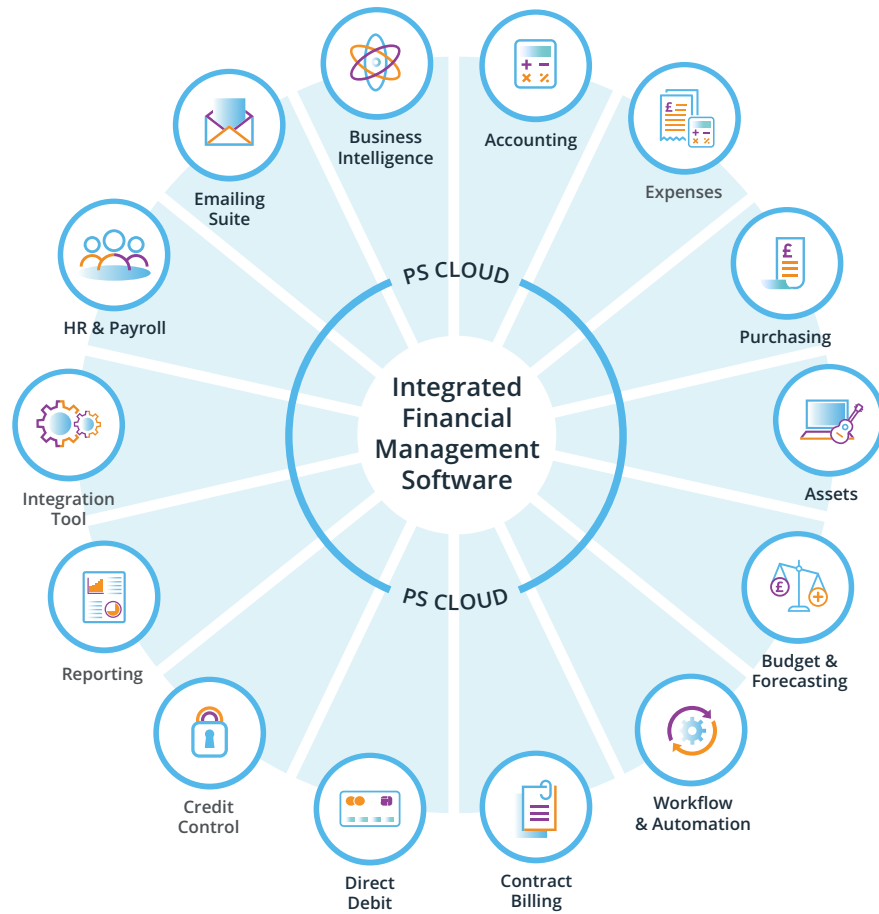 Business
Intelligence
Accounting
Expenses
Purchasing
Assets
Budget &
Forecasting
Workflow
& Automation
Contract
Billing
Direct
Debit
Credit
Control
Reporting
Integration
Tool
HR & Payroll
Emailing
Suite
PS CLOUD
Integrated
Financial
Management
Software
PS CLOUD
£
£
£